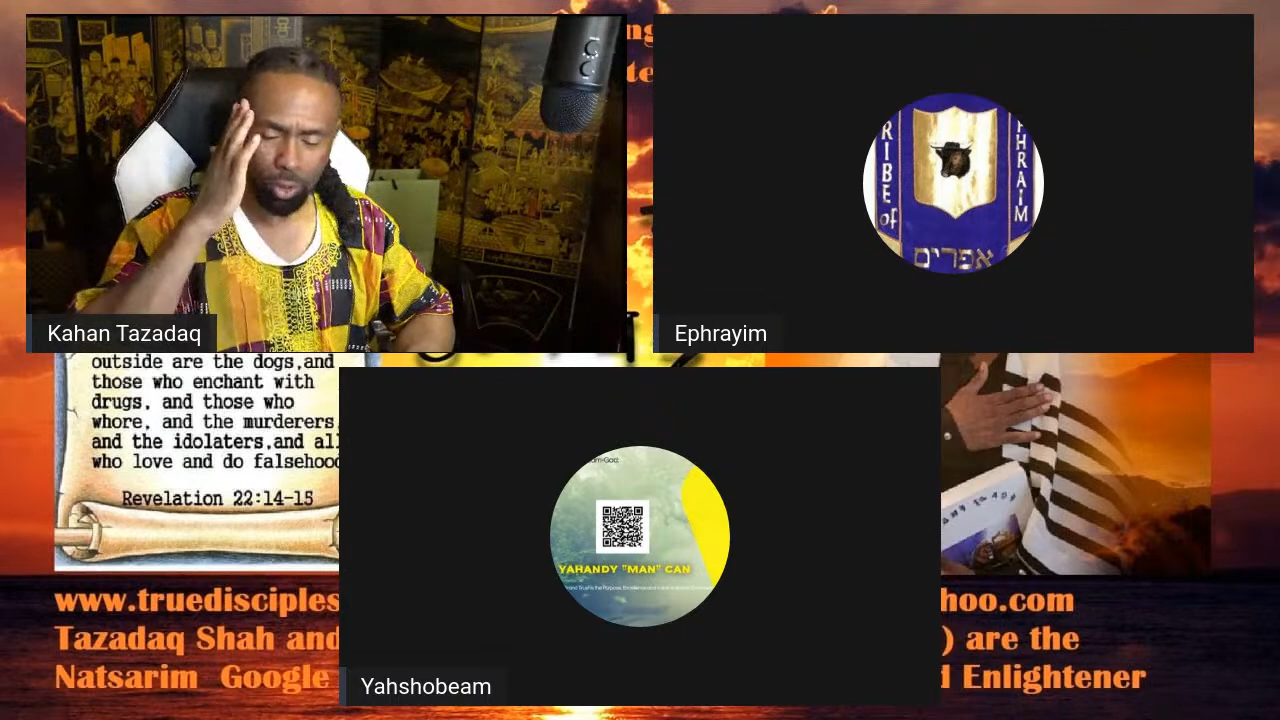 Kahan Tazadaq
RIBE of
PHRAIM
אפרים
Ephrayim
outside are the dogs,and
those who enchant with
drugs, and those who
whore, and the murderers
and the idolaters,and all
who love and do falsehood
Revelation 22:14-15
YAHANDY "MAN" CAN
Yahshobeam
www.truedisciples
hoo.com
Tazadaq Shah and
) are the
Natsarim Google
Enlightener